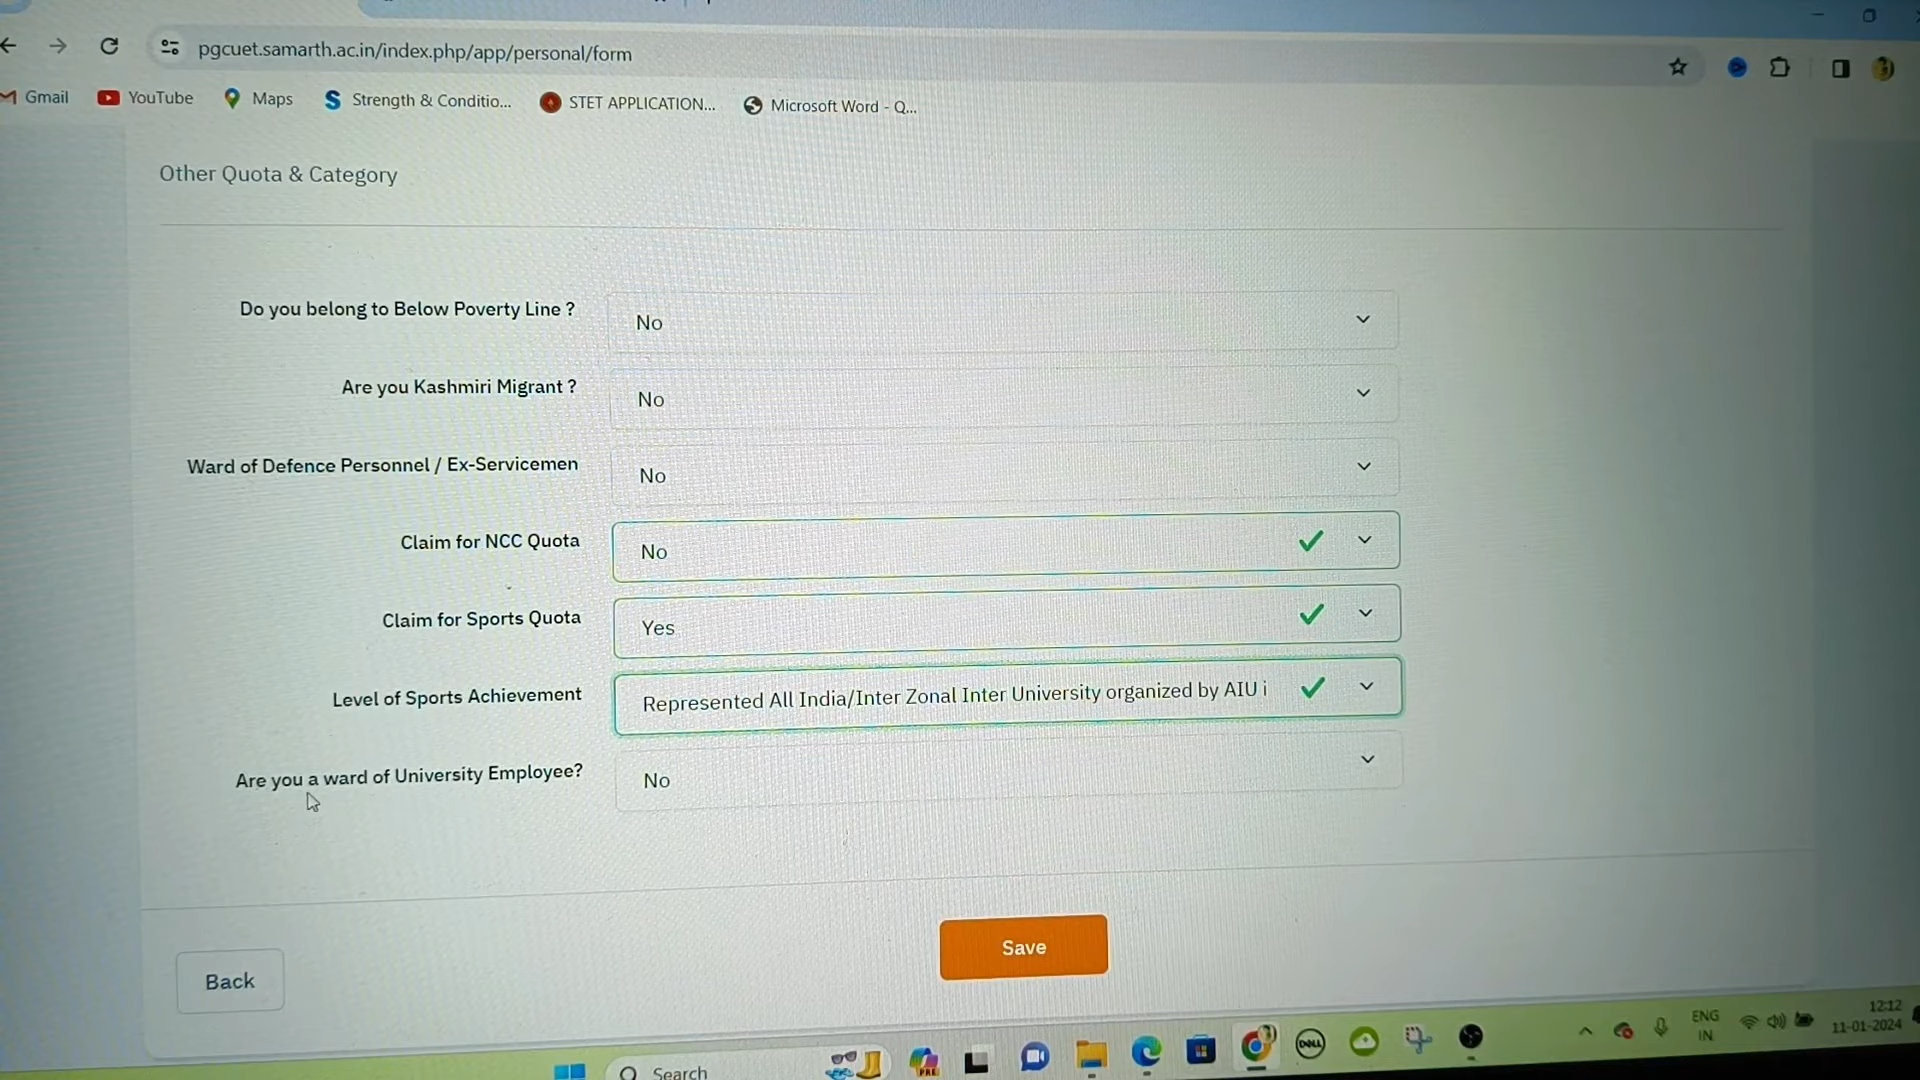 pgcuet.samarth.ac.in/index.php/app/personal/form
Gmail YouTube Maps Strength & Conditio... STET APPLICATION... Microsoft Word - Q...
Other Quota & Category
Do you belong to Below Poverty Line ? No
Are you Kashmiri Migrant ? No
Ward of Defence Personnel / Ex-Servicemen No
Claim for NCC Quota No
Claim for Sports Quota Yes
Level of Sports Achievement Represented All India/Inter Zonal Inter University organized by AIU i
Are you a ward of University Employee? No
Save
Back
Search
PRE
DELL
ENG
IN
12:12
11-01-2024